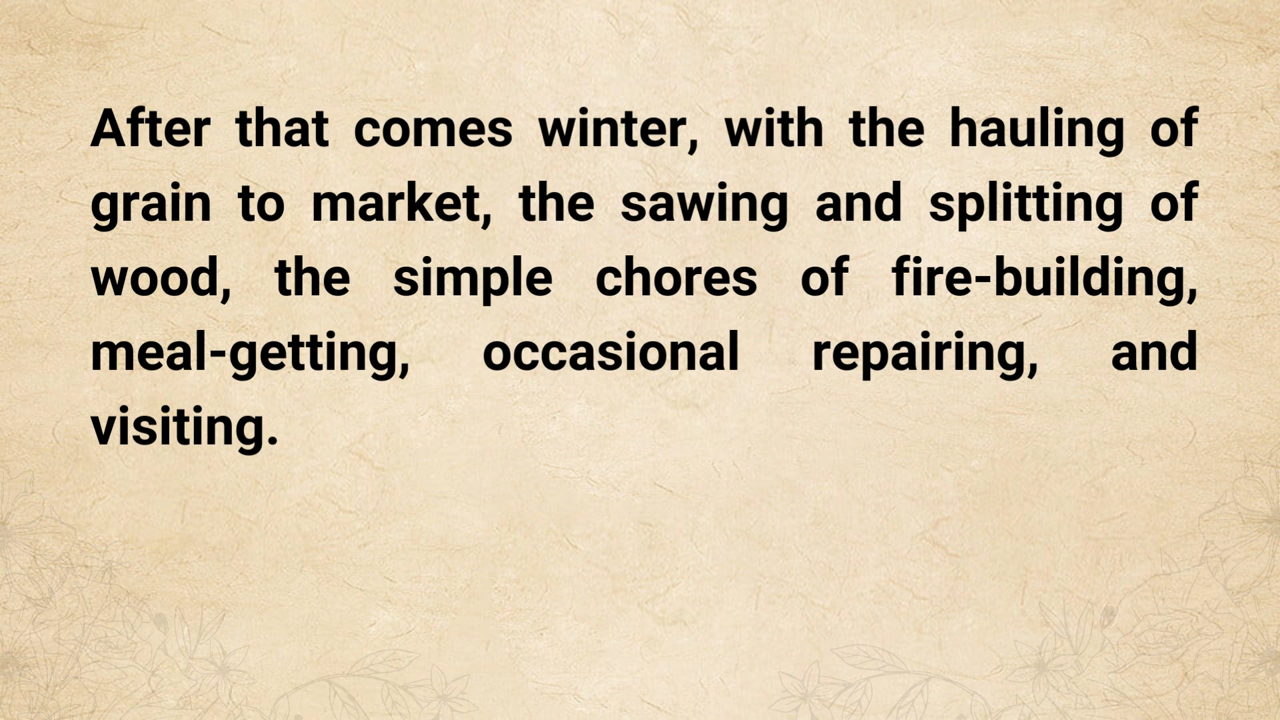 After that comes winter, with the hauling of
grain to market, the sawing and splitting of
wood, the simple chores of fire-building,
meal-getting, occasional repairing, and
visiting.